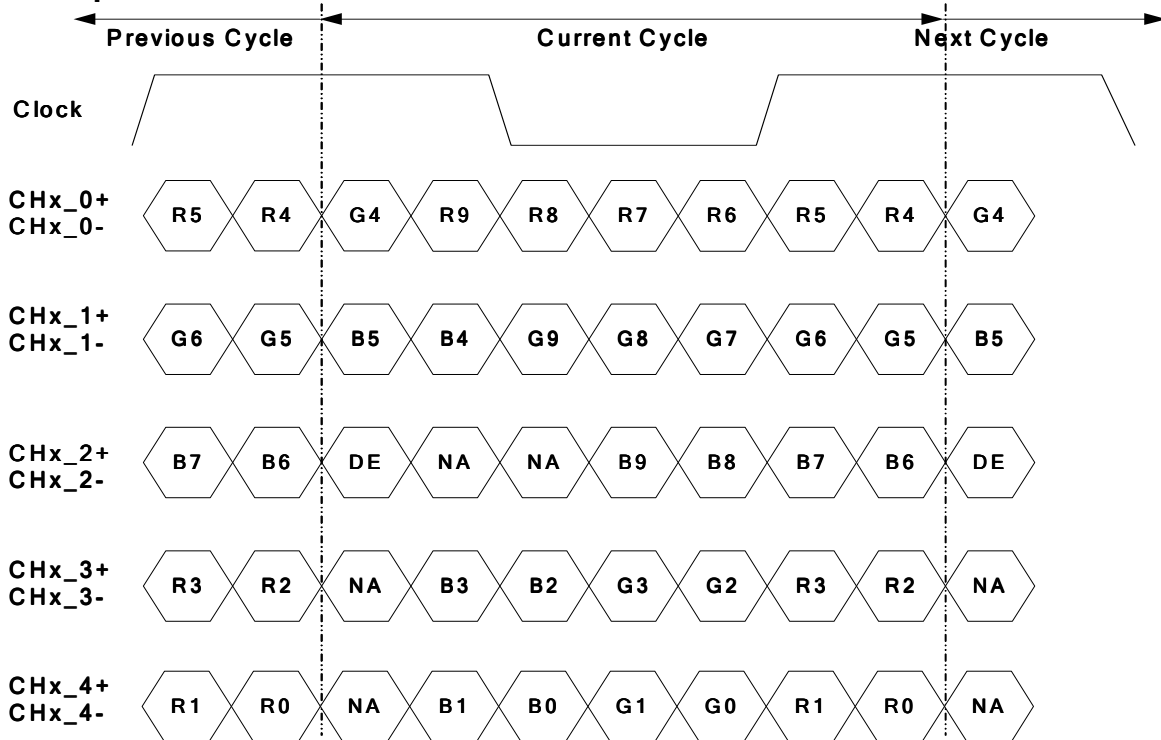 Previous Cycle Current Cycle Next Cycle
Clock
CHx_0+
CHx_0-
R5 R4 G4 R9 R8 R7 R6 R5 R4 G4
CHx_1+
CHx_1-
G6 G5 B5 B4 G9 G8 G7 G6 G5 B5
CHx_2+
CHx_2-
B7 B6 DE NA NA B9 B8 B7 B6 DE
CHx_3+
CHx_3-
R3 R2 NA B3 B2 G3 G2 R3 R2 NA
CHx_4+
CHx_4-
R1 R0 NA B1 B0 G1 G0 R1 R0 NA